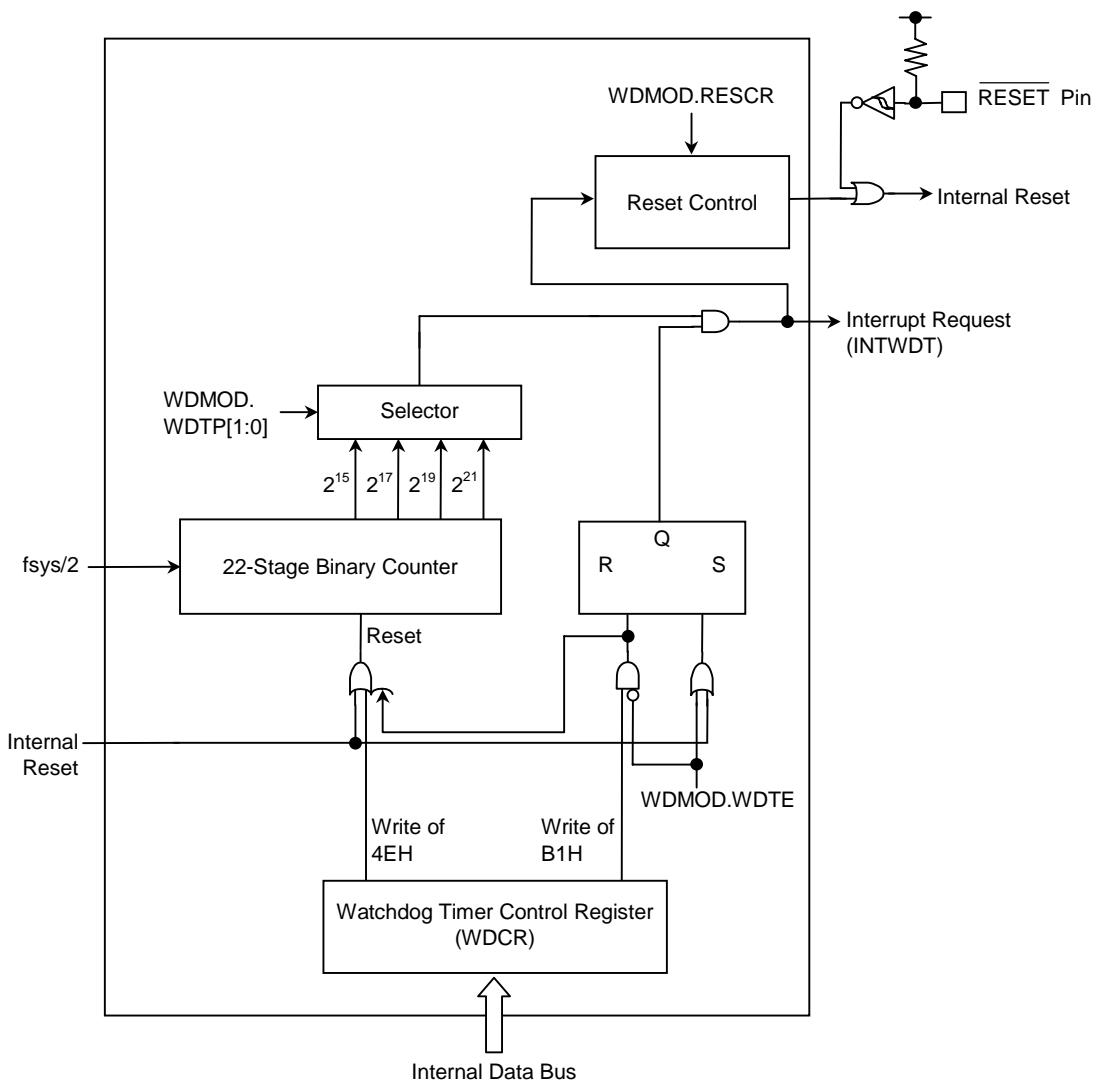 RESET Pin
WDMOD.RESCR
Reset Control
Internal Reset
Interrupt Request
(INTWDT)
WDMOD.
WDTP[1:0]
Selector
2^15 2^17 2^19 2^21
Q
R S
fsys/2
22-Stage Binary Counter
Reset
Internal
Reset
WDMOD.WDTE
Write of
4EH
Write of
B1H
Watchdog Timer Control Register
(WDCR)
Internal Data Bus